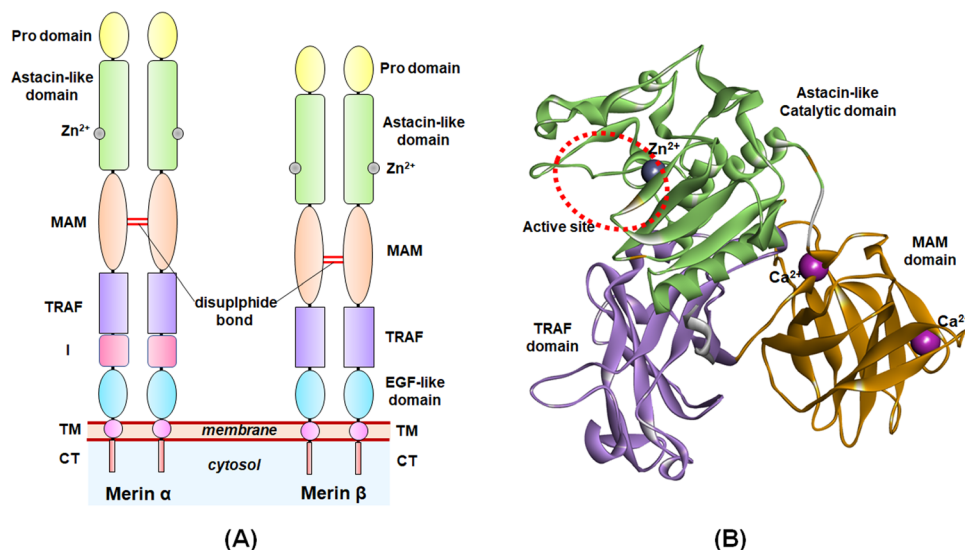 Pro domain
Astacin-like
domain
Zn2+
MAM
TRAF
I
TM
CT
disuplphide
bond
membrane
cytosol
Merin α
Pro domain
Astacin-like
domain
Zn2+
MAM
TRAF
EGF-like
domain
TM
CT
Merin β
(A)
Astacin-like
Catalytic domain
Zn2+
Active site
MAM
domain
Ca2+
Ca2
TRAF
domain
(B)